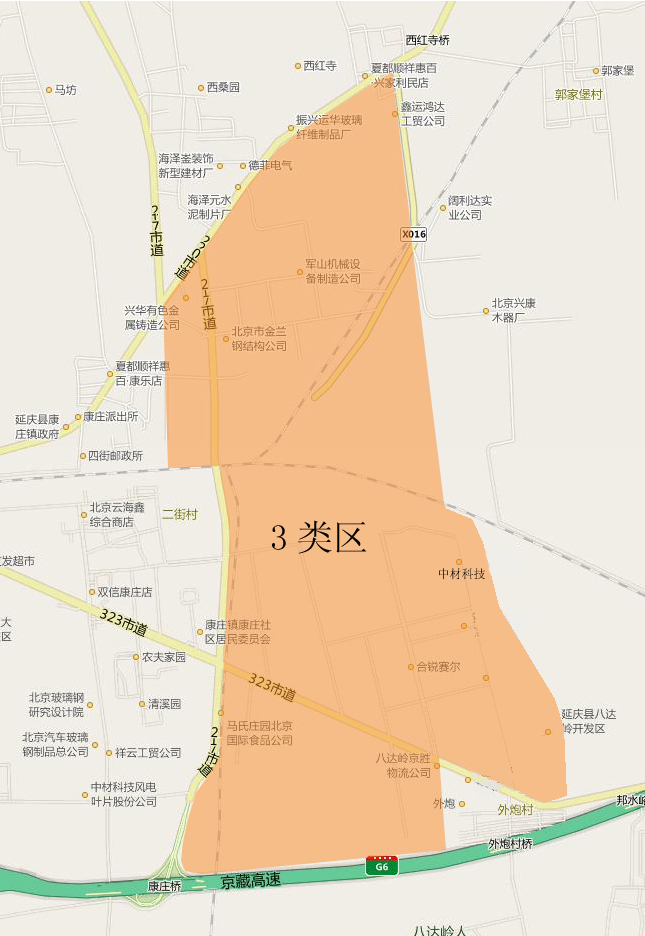 西红寺桥
西红寺
夏都顺祥惠百
·兴家利民店
郭家堡
马坊
西桑园
郭家堡村
鑫运鸿达
工贸公司
振兴运华玻璃
纤维制品厂
海泽崟装饰
新型建材厂
德菲电气
海泽元水
泥制片厂
阔利达实
业公司
217市道
220市道
X016
军山机械设
备制造公司
217市道
兴华有色金
属铸造公司
北京兴康
木器厂
北京市金兰
钢结构公司
夏都顺祥惠
百·康乐店
延庆县康
庄镇政府
康庄派出所
四街邮政所
北京云海鑫
综合商店
二街村
3 类区
发超市
中材科技
双信康庄店
323市道
大
区
康庄镇康庄社
区居民委员会
农夫家园
合锐赛尔
323市道
北京玻璃钢
研究设计院
清溪园
延庆县八达
岭开发区
马氏庄园北京
国际食品公司
北京汽车玻璃
钢制品总公司
祥云工贸公司
217市道
八达岭京胜
物流公司
中材科技风电
叶片股份公司
外炮
外炮村
邦水峪
外炮村桥
G6
康庄桥
京藏高速
八达岭人